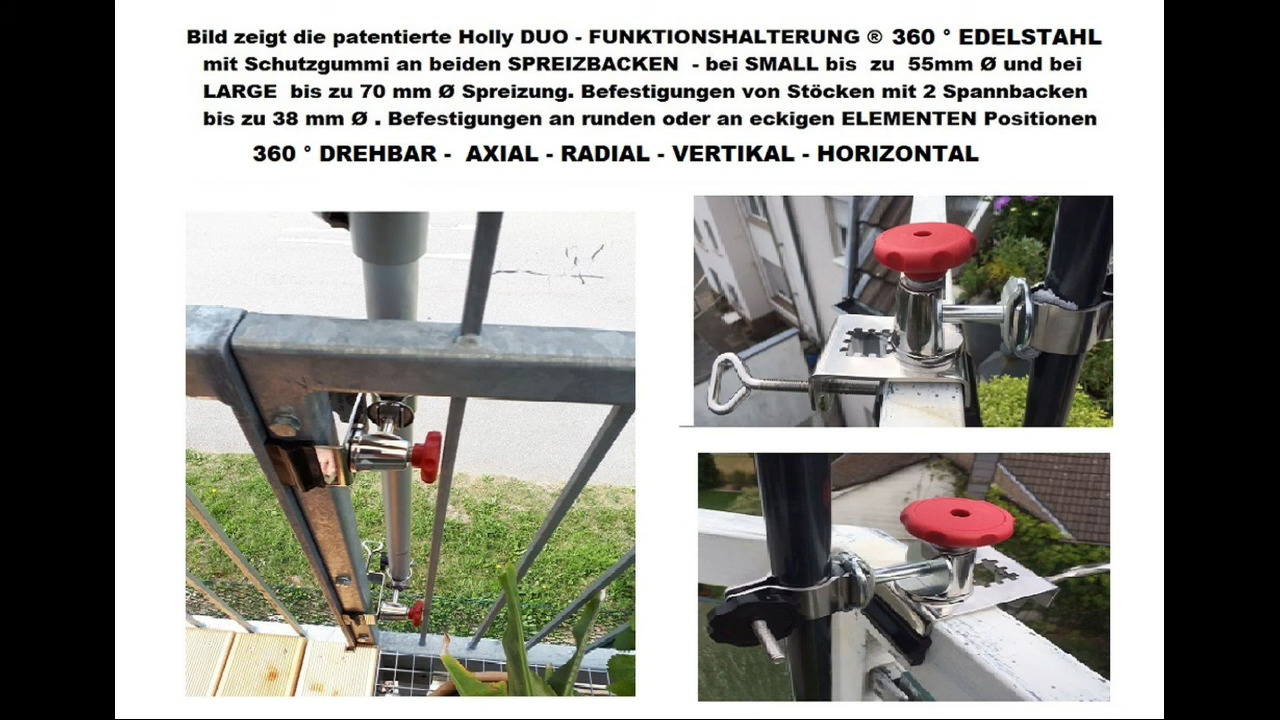 Bild zeigt die patentierte Holly DUO - FUNKTIONSHALTERUNG ® 360 ° EDELSTAHL
mit Schutzgummi an beiden SPREIZBACKEN - bei SMALL bis zu 55mm Ø und bei
LARGE bis zu 70 mm Ø Spreizung. Befestigungen von Stöcken mit 2 Spannbacken
bis zu 38 mm Ø . Befestigungen an runden oder an eckigen ELEMENTEN Positionen
360 ° DREHBAR - AXIAL - RADIAL - VERTIKAL - HORIZONTAL